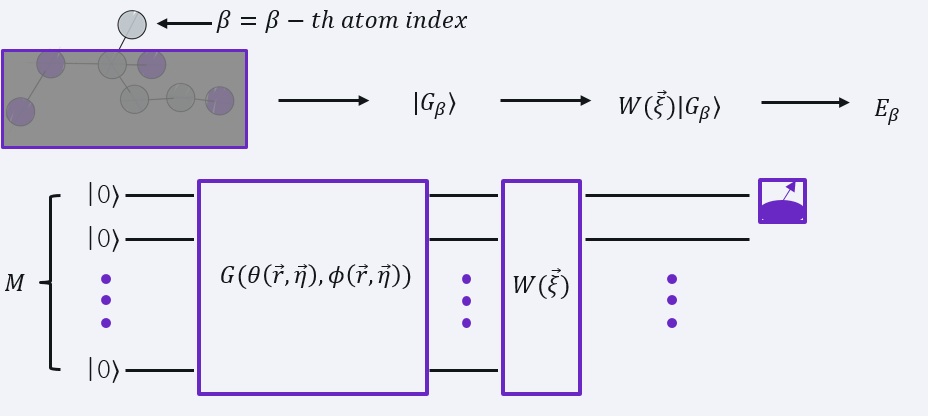 β = β − th atom index
|G_β⟩
W(ξ⃗)|G_β⟩
E_β
|0⟩
|0⟩
M
G(θ(r⃗, η⃗), ϕ(r⃗, η⃗))
W(ξ⃗)
|0⟩